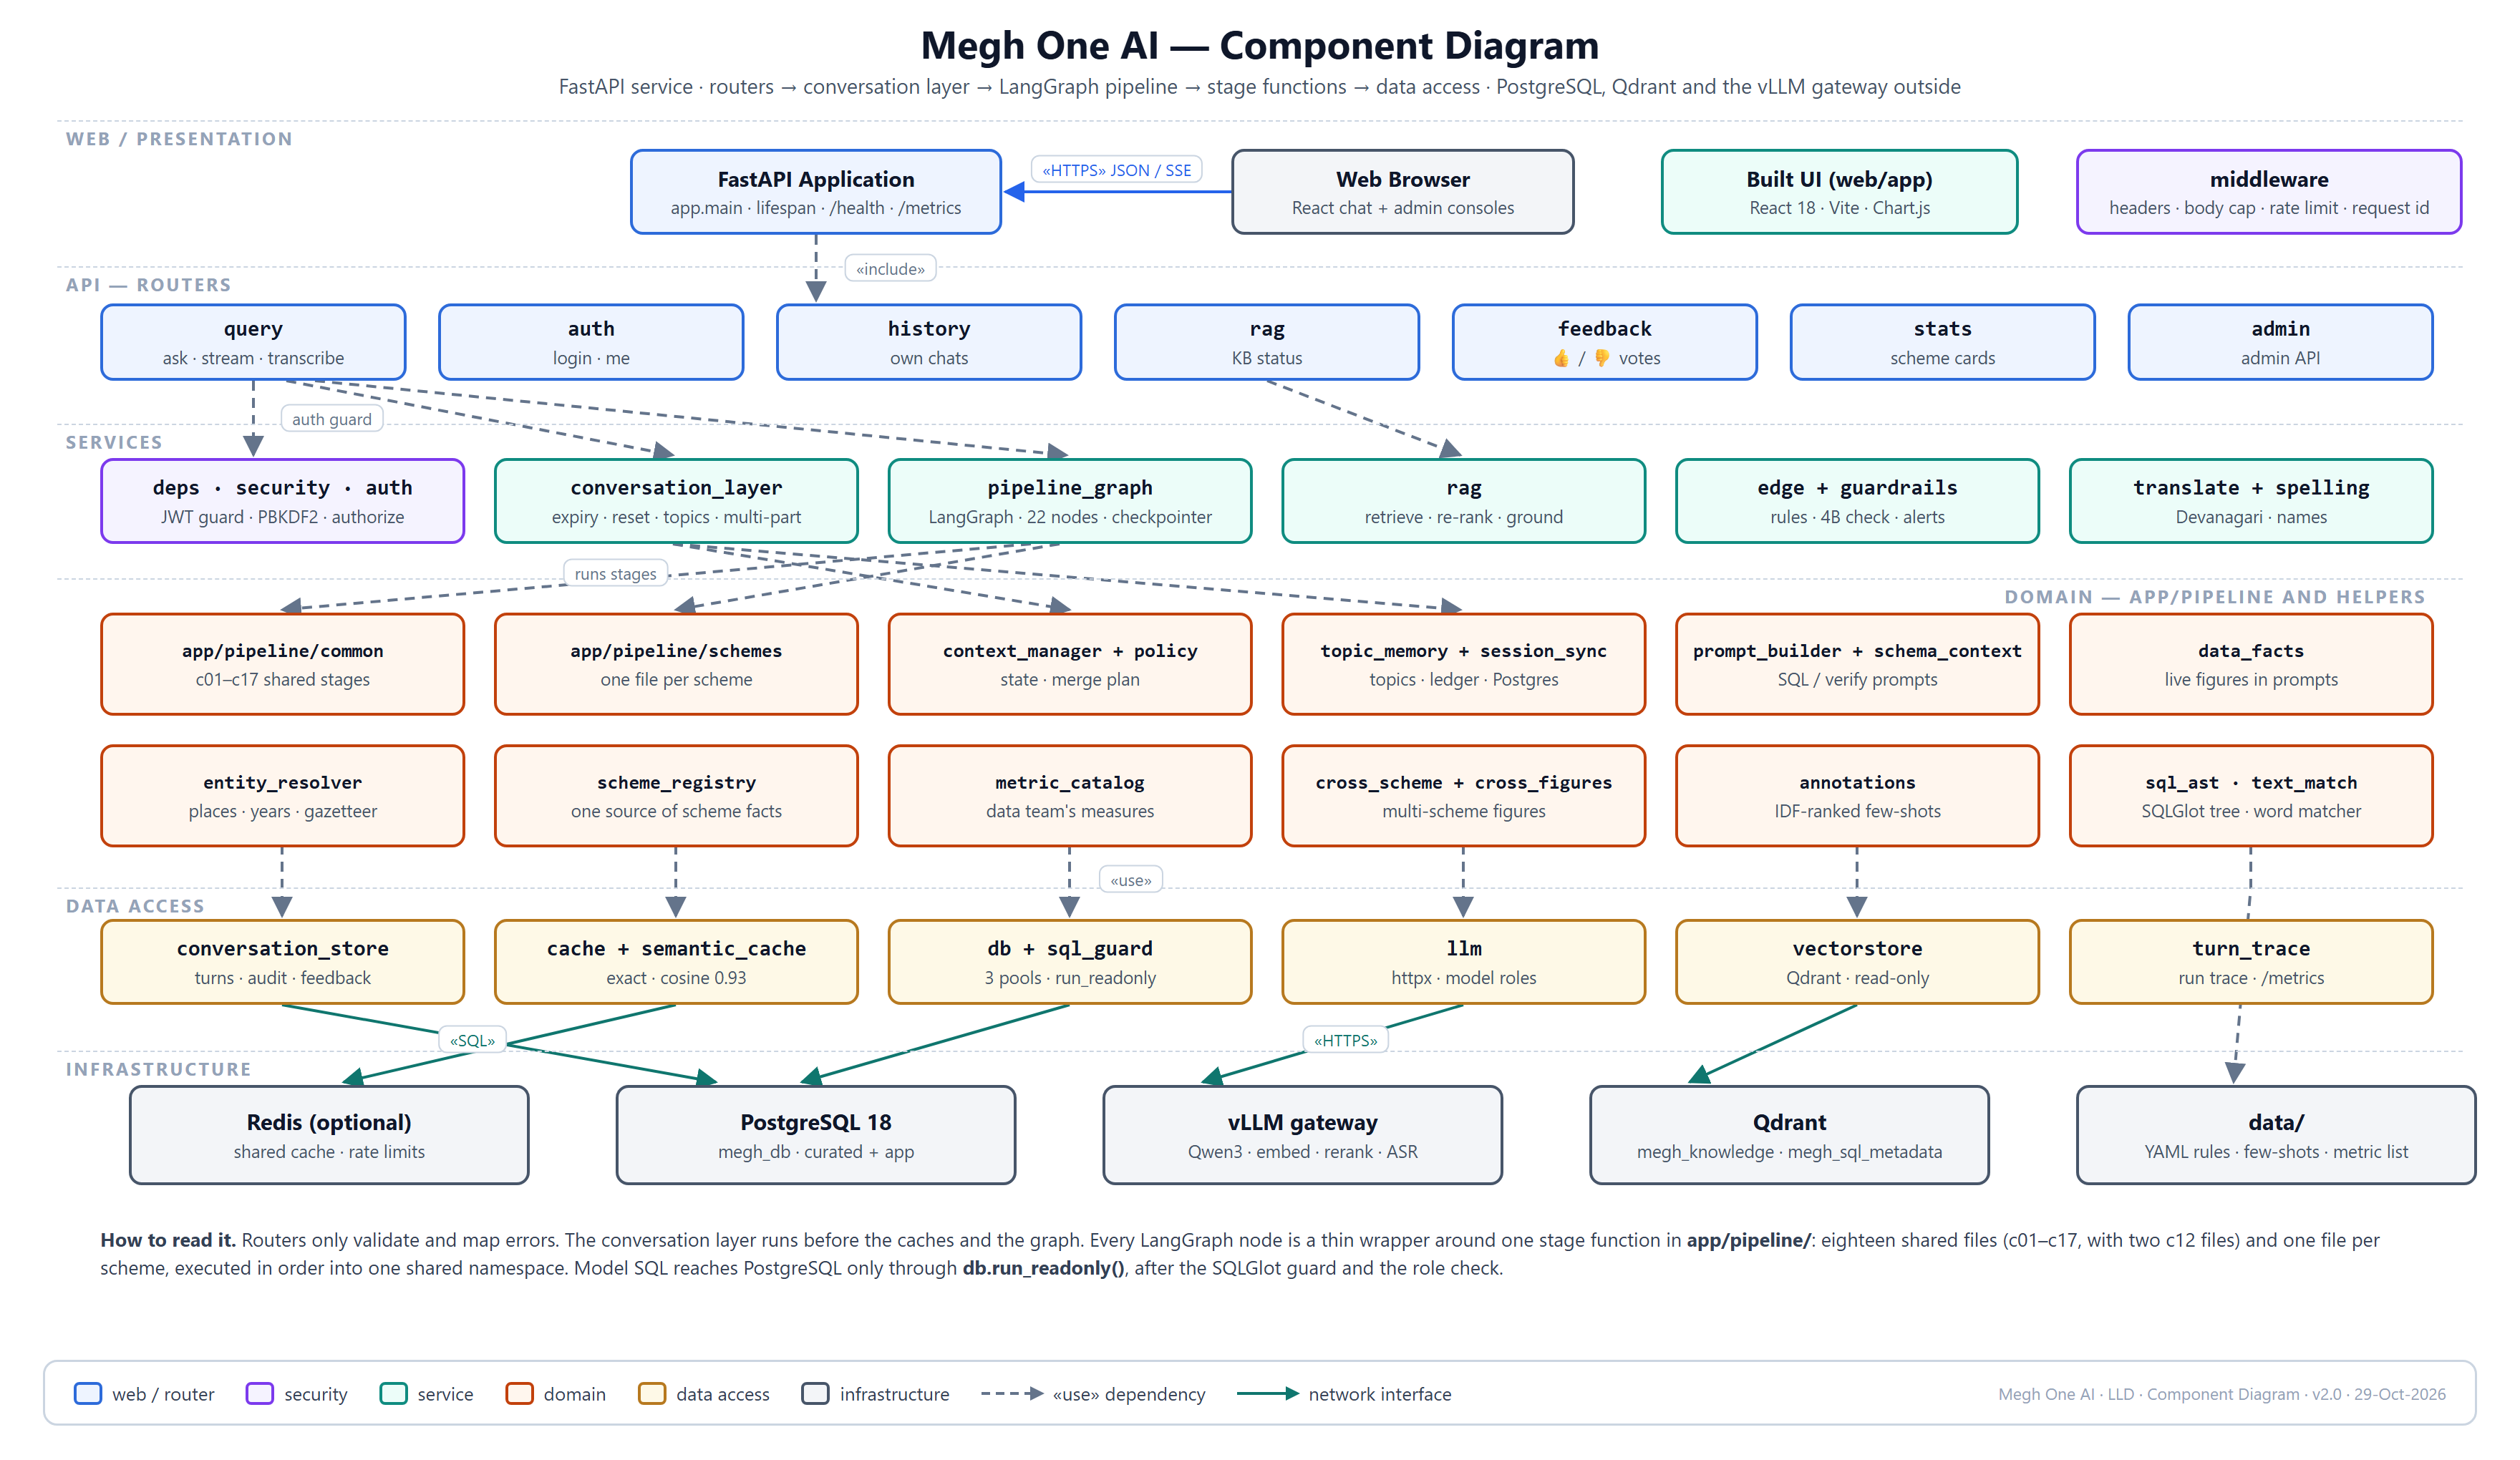 Megh One AI — Component Diagram
FastAPI service · routers → conversation layer → LangGraph pipeline → stage functions → data access · PostgreSQL, Qdrant and the vLLM gateway outside
WEB / PRESENTATION
FastAPI Application
app.main · lifespan · /health · /metrics
«HTTPS» JSON / SSE
Web Browser
React chat + admin consoles
Built UI (web/app)
React 18 · Vite · Chart.js
middleware
headers · body cap · rate limit · request id
«include»
API — ROUTERS
query
ask · stream · transcribe
auth
login · me
history
own chats
rag
KB status
feedback
👍 / 👎 votes
stats
scheme cards
admin
admin API
auth guard
SERVICES
deps · security · auth
JWT guard · PBKDF2 · authorize
conversation_layer
expiry · reset · topics · multi-part
pipeline_graph
LangGraph · 22 nodes · checkpointer
rag
retrieve · re-rank · ground
edge + guardrails
rules · 4B check · alerts
translate + spelling
Devanagari · names
runs stages
DOMAIN — APP/PIPELINE AND HELPERS
app/pipeline/common
c01–c17 shared stages
app/pipeline/schemes
one file per scheme
context_manager + policy
state · merge plan
topic_memory + session_sync
topics · ledger · Postgres
prompt_builder + schema_context
SQL / verify prompts
data_facts
live figures in prompts
entity_resolver
places · years · gazetteer
scheme_registry
one source of scheme facts
metric_catalog
data team's measures
cross_scheme + cross_figures
multi-scheme figures
annotations
IDF-ranked few-shots
sql_ast · text_match
SQLGlot tree · word matcher
«use»
DATA ACCESS
conversation_store
turns · audit · feedback
cache + semantic_cache
exact · cosine 0.93
db + sql_guard
3 pools · run_readonly
llm
httpx · model roles
vectorstore
Qdrant · read-only
turn_trace
run trace · /metrics
«SQL»
«HTTPS»
INFRASTRUCTURE
Redis (optional)
shared cache · rate limits
PostgreSQL 18
megh_db · curated + app
vLLM gateway
Qwen3 · embed · rerank · ASR
Qdrant
megh_knowledge · megh_sql_metadata
data/
YAML rules · few-shots · metric list
How to read it. Routers only validate and map errors. The conversation layer runs before the caches and the graph. Every LangGraph node is a thin wrapper around one stage function in app/pipeline/: eighteen shared files (c01–c17, with two c12 files) and one file per
scheme, executed in order into one shared namespace. Model SQL reaches PostgreSQL only through db.run_readonly(), after the SQLGlot guard and the role check.
web / router
security
service
domain
data access
infrastructure
«use» dependency
network interface
Megh One AI · LLD · Component Diagram · v2.0 · 29-Oct-2026